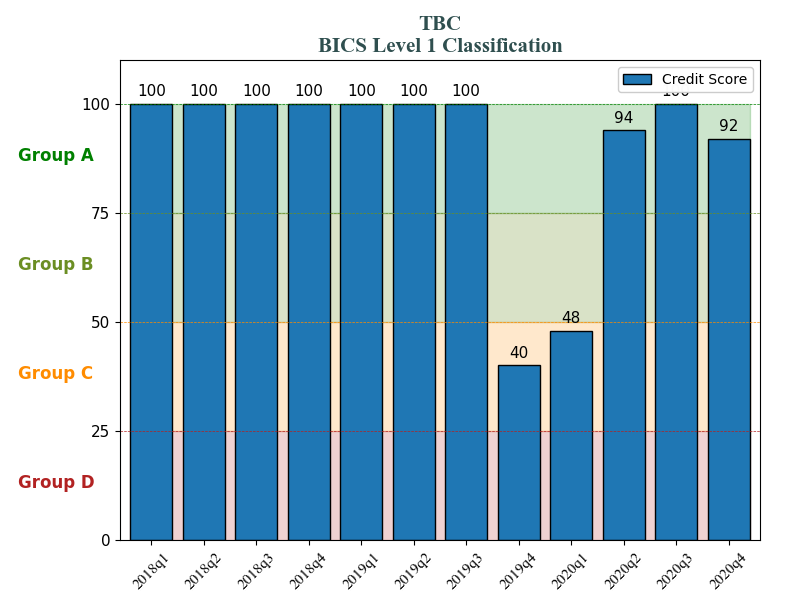 TBC
BICS Level 1 Classification
Credit Score
100 100 100 100 100 100 100 40 48 94 100 92
100
Group A
75
Group B
50
Group C
25
Group D
0
2018q1 2018q2 2018q3 2018q4 2019q1 2019q2 2019q3 2019q4 2020q1 2020q2 2020q3 2020q4